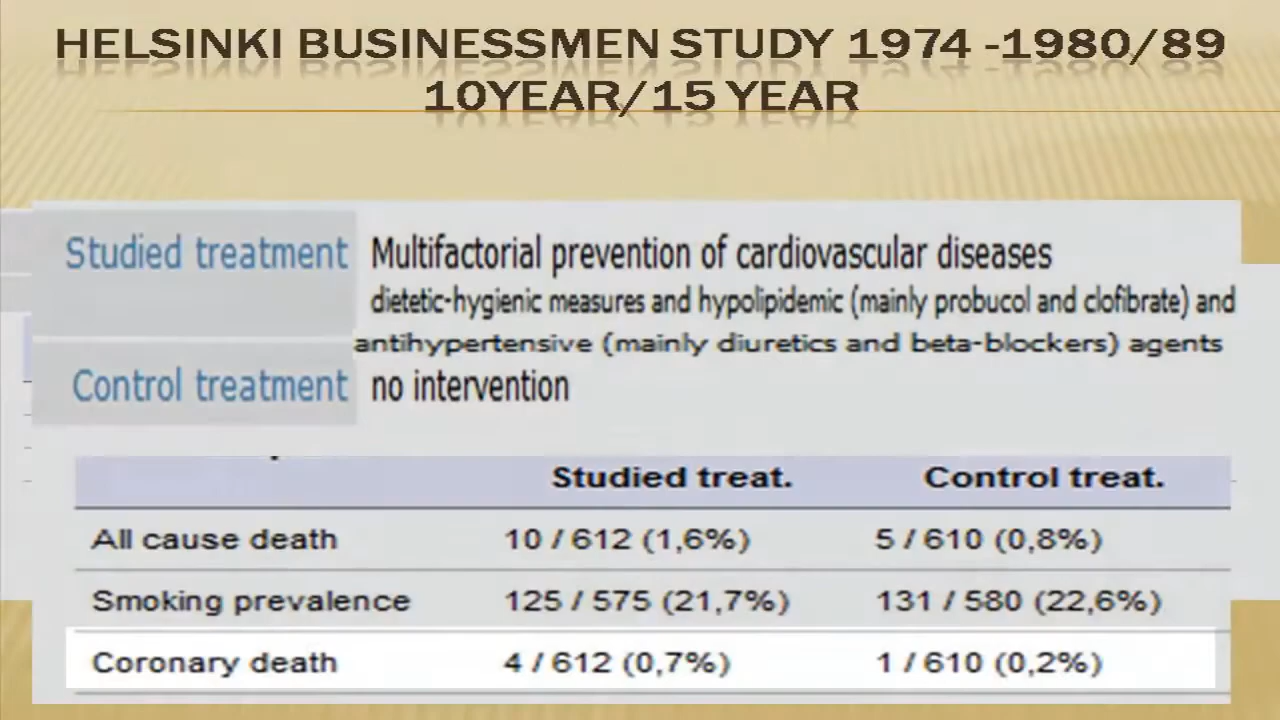 HELSINKI BUSINESSMEN STUDY 1974 -1980/89
10YEAR/15 YEAR
Studied treatment Multifactorial prevention of cardiovascular diseases
dietetic-hygienic measures and hypolipidemic (mainly probucol and clofibrate) and
antihypertensive (mainly diuretics and beta-blockers) agents
Control treatment no intervention
Studied treat. Control treat.
All cause death 10 / 612 (1,6%) 5 / 610 (0,8%)
Smoking prevalence 125 / 575 (21,7%) 131 / 580 (22,6%)
Coronary death 4 / 612 (0,7%) 1 / 610 (0,2%)